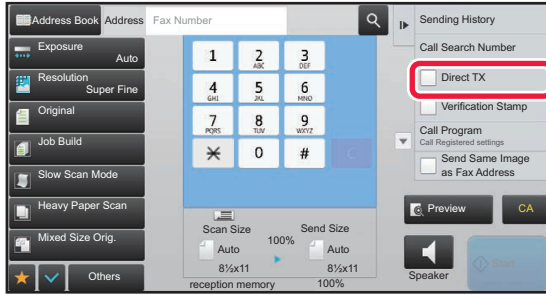 Address Book
Address
Fax Number
Exposure
Auto
Resolution
Super Fine
Original
Job Build
Slow Scan Mode
Heavy Paper Scan
Mixed Size Orig.
Others
1
2
ABC
3
DEF
4
GHI
5
JKL
6
MNO
7
PQRS
8
TUV
9
WXYZ
0
#
C
Scan Size
100%
Send Size
Auto
Auto
8½x11
8½x11
reception memory
100%
Sending History
Call Search Number
Direct TX
Verification Stamp
Call Program
Call Registered settings
Send Same Image
as Fax Address
Preview
CA
Speaker
Start